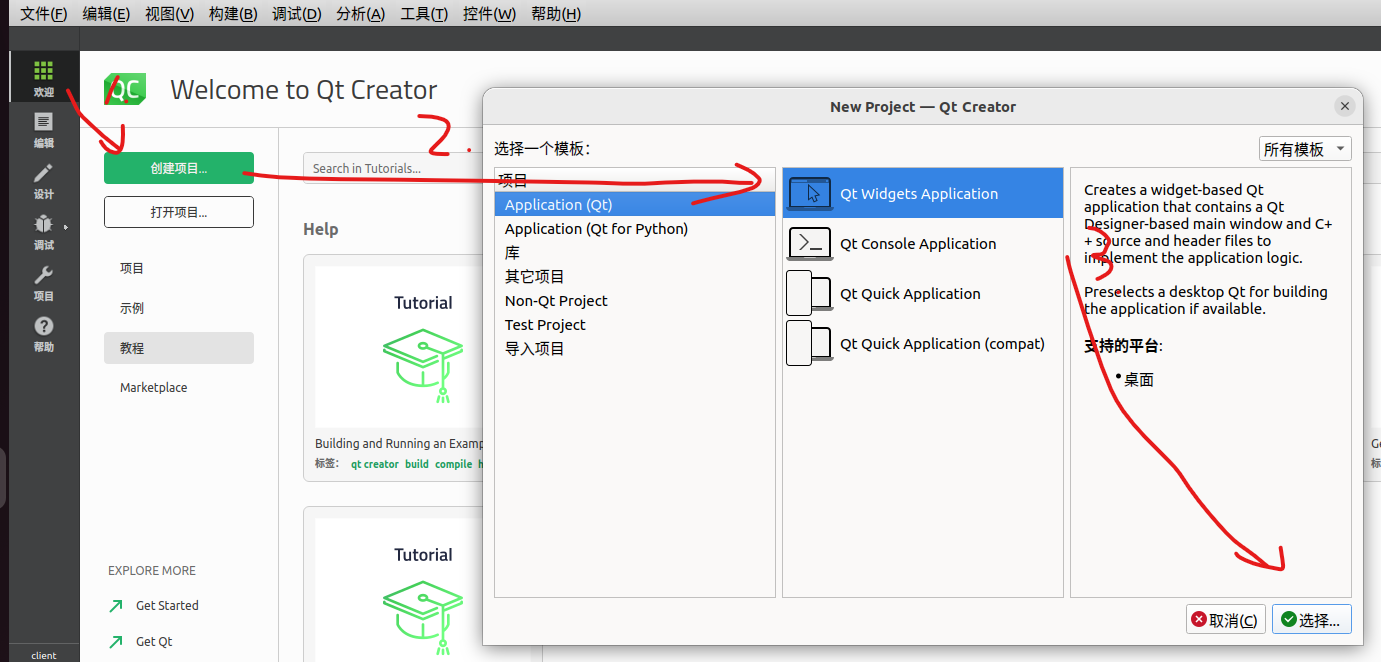 文件(F) 编辑(E) 视图(V) 构建(B) 调试(D) 分析(A) 工具(T) 控件(W) 帮助(H)
欢迎
编辑
设计
调试
项目
帮助
client
QC
Welcome to Qt Creator
1.
创建项目...
打开项目...
项目
示例
教程
Marketplace
EXPLORE MORE
Get Started
Get Qt
2.
Search in Tutorials...
Help
Tutorial
Building and Running an Examp
标签: qt creator build compile h
Tutorial
New Project — Qt Creator
选择一个模板:
所有模板
项目
Application (Qt)
Application (Qt for Python)
库
其它项目
Non-Qt Project
Test Project
导入项目
Qt Widgets Application
Qt Console Application
Qt Quick Application
Qt Quick Application (compat)
3.
Creates a widget-based Qt
application that contains a Qt
Designer-based main window and C+
+ source and header files to
implement the application logic.
Preselects a desktop Qt for building
the application if available.
支持的平台:
桌面
取消(C)
选择...